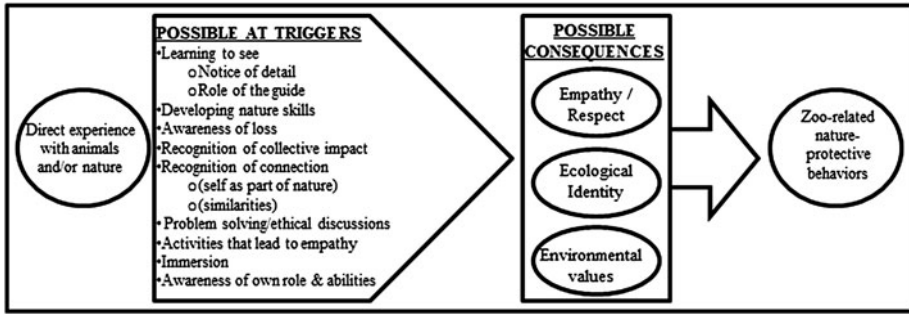 Direct experience
with animals
and/or nature
POSSIBLE AT TRIGGERS
•Learning to see
oNotice of detail
oRole of the guide
•Developing nature skills
•Awareness of loss
•Recognition of collective impact
•Recognition of connection
o(self as part of nature)
o(similarities)
•Problem solving/ethical discussions
•Activities that lead to empathy
•Immersion
•Awareness of own role & abilities
POSSIBLE
CONSEQUENCES
Empathy /
Respect
Ecological
Identity
Environmental
values
Zoo-related
nature-
protective
behaviors